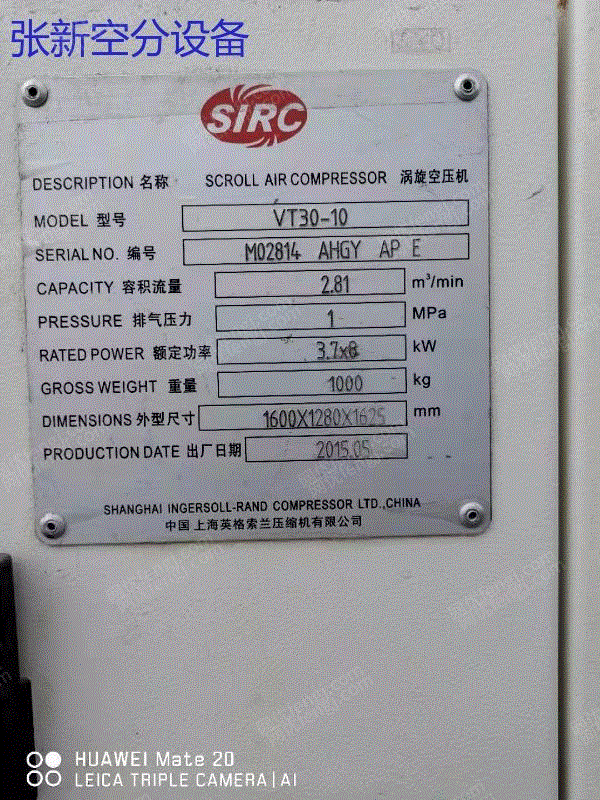 张新空分设备
SIRC
DESCRIPTION 名称 SCROLL AIR COMPRESSOR 涡旋空压机
MODEL 型号 VT30-10
SERIAL NO. 编号 M02814 AHGY AP E
CAPACITY 容积流量 2.81 m³/min
PRESSURE 排气压力 1 MPa
RATED POWER 额定功率 3.7x8 kW
GROSS WEIGHT 重量 1000 kg
DIMENSIONS 外型尺寸 1600X1280X1625 mm
PRODUCTION DATE 出厂日期 2015.05
SHANGHAI INGERSOLL-RAND COMPRESSOR LTD.,CHINA
中国 上海英格索兰压缩机有限公司
HUAWEI Mate 20
LEICA TRIPLE CAMERA | AI